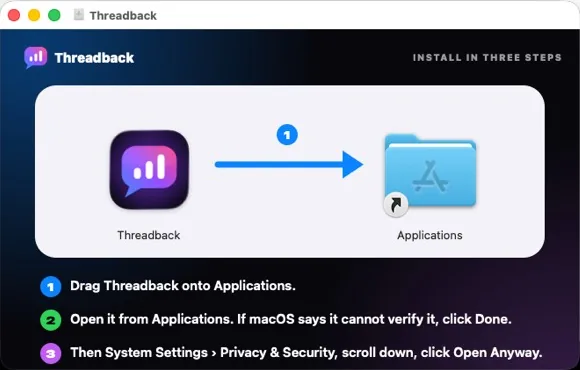 Threadback
Threadback
INSTALL IN THREE STEPS
1
Threadback
Applications
1 Drag Threadback onto Applications.
2 Open it from Applications. If macOS says it cannot verify it, click Done.
3 Then System Settings › Privacy & Security, scroll down, click Open Anyway.